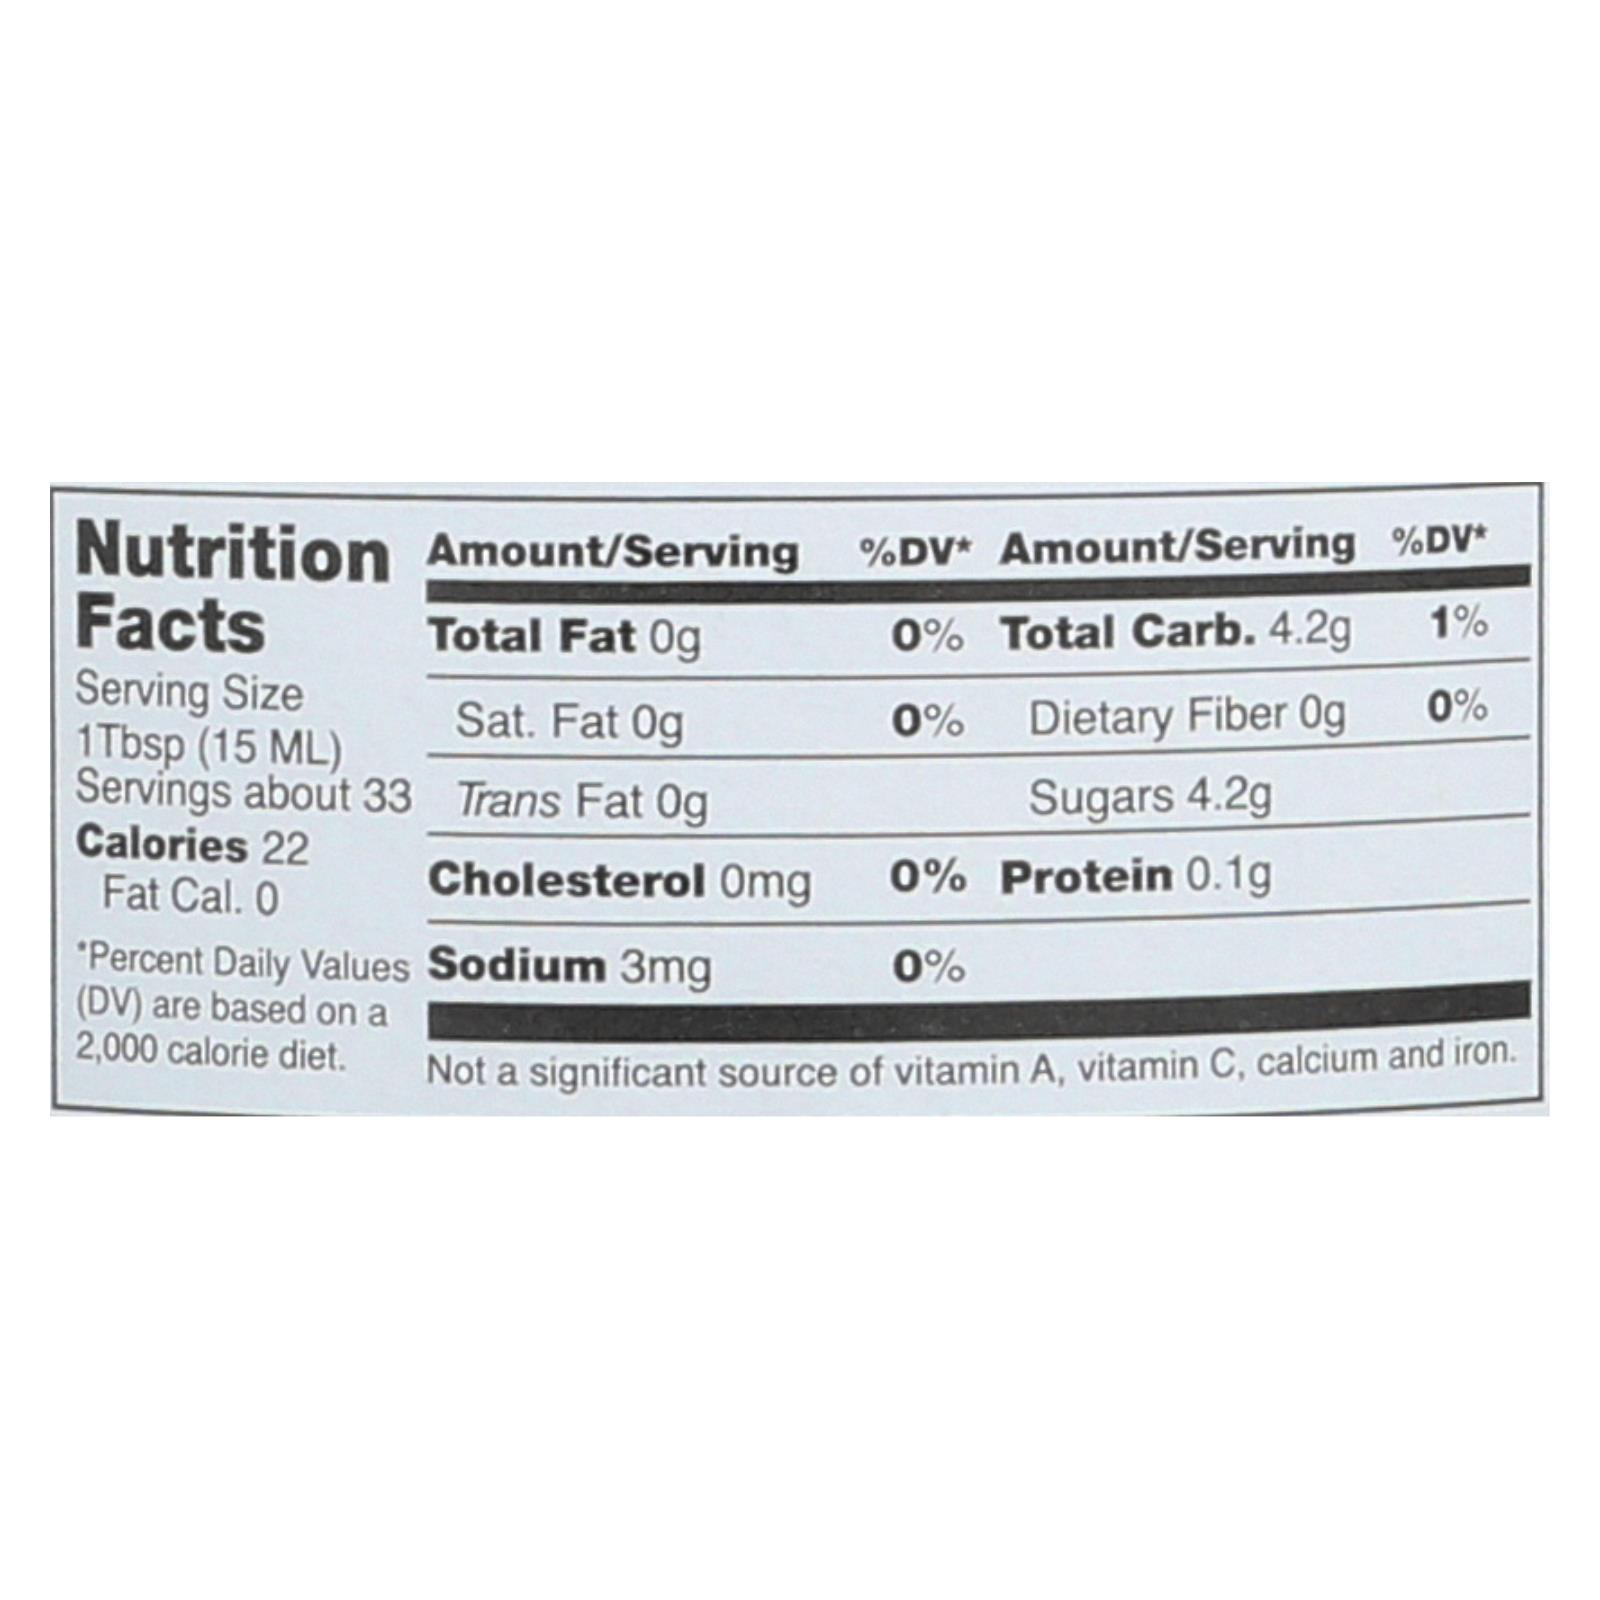 Nutrition
Facts
Serving Size
1Tbsp (15 ML)
Servings about 33
Calories 22
Fat Cal. 0
*Percent Daily Values
(DV) are based on a
2,000 calorie diet.
Amount/Serving %DV* Amount/Serving %DV*
Total Fat 0g 0% Total Carb. 4.2g 1%
Sat. Fat 0g 0% Dietary Fiber 0g 0%
Trans Fat 0g Sugars 4.2g
Cholesterol 0mg 0% Protein 0.1g
Sodium 3mg 0%
Not a significant source of vitamin A, vitamin C, calcium and iron.